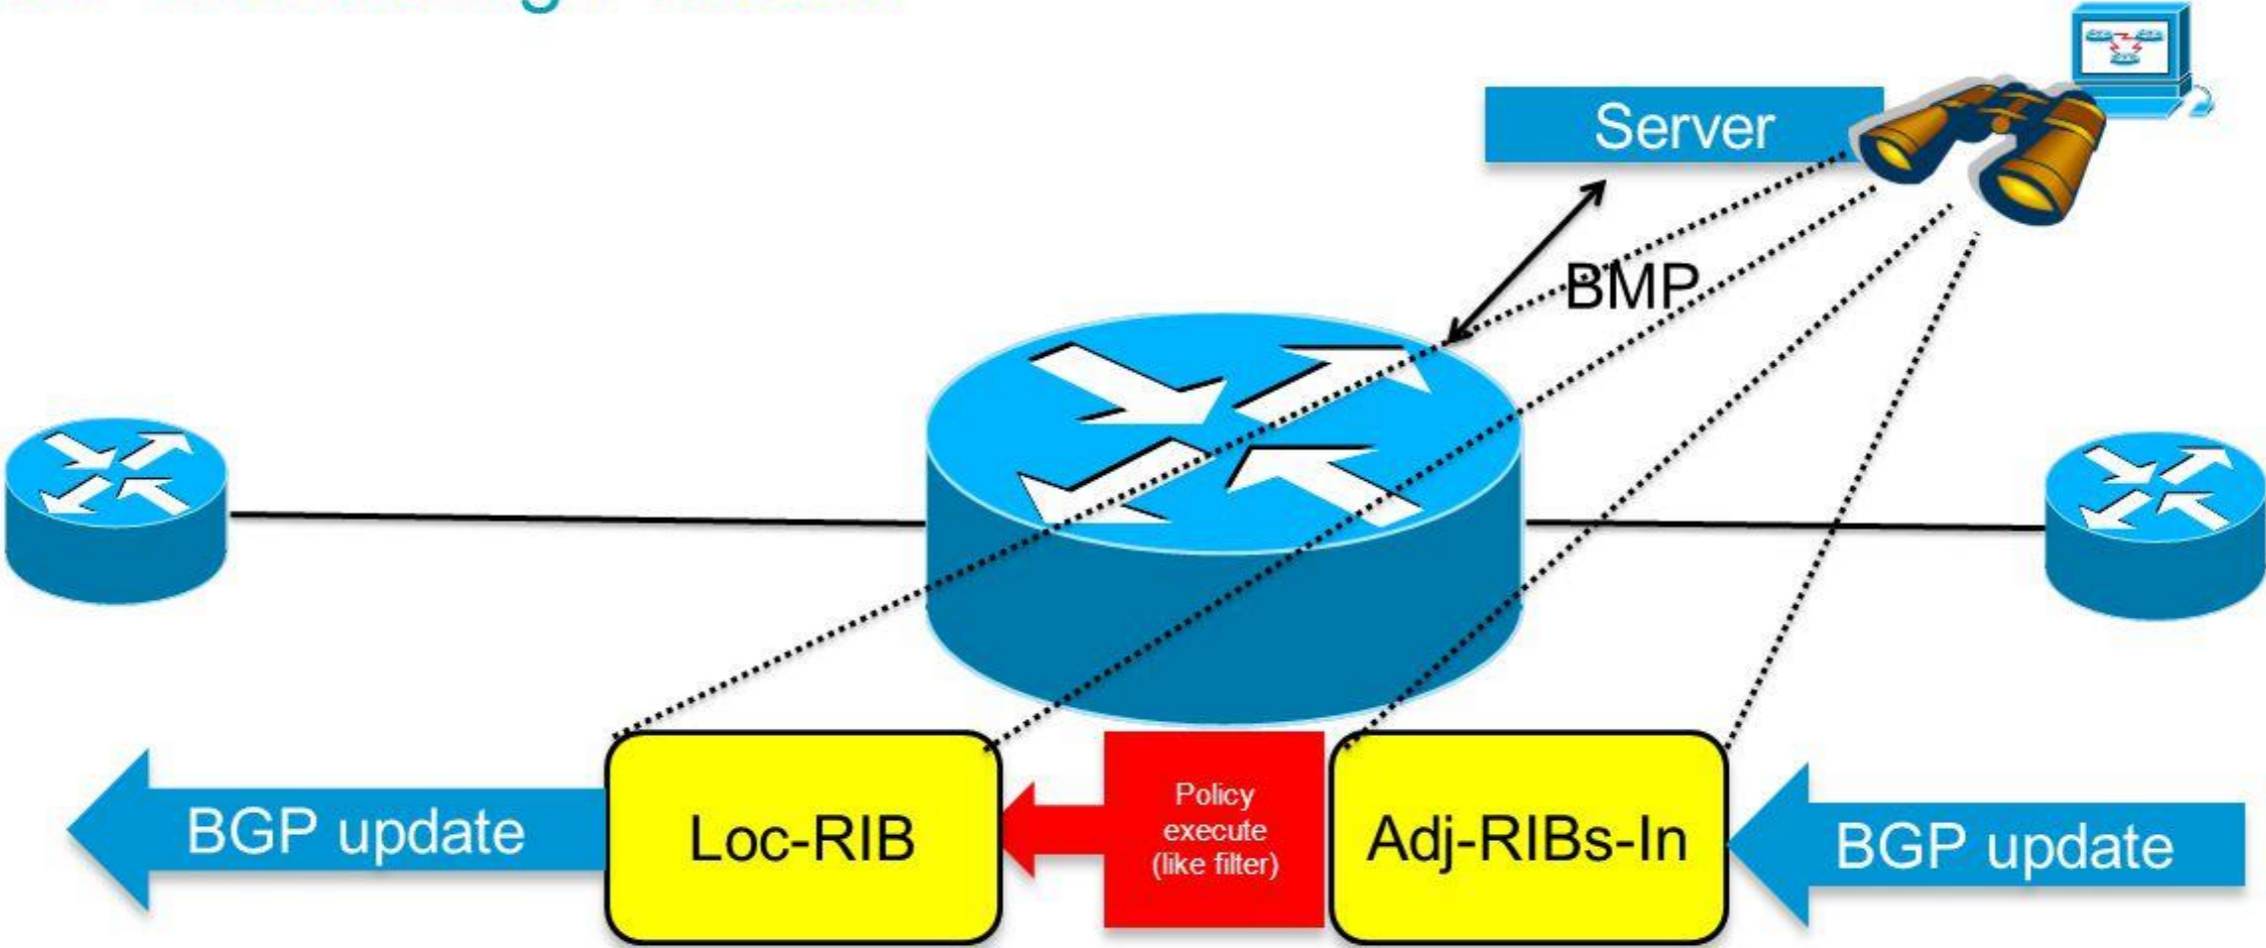 Server
BMP
BGP update
Loc-RIB
Policy
execute
(like filter)
Adj-RIBs-In
BGP update